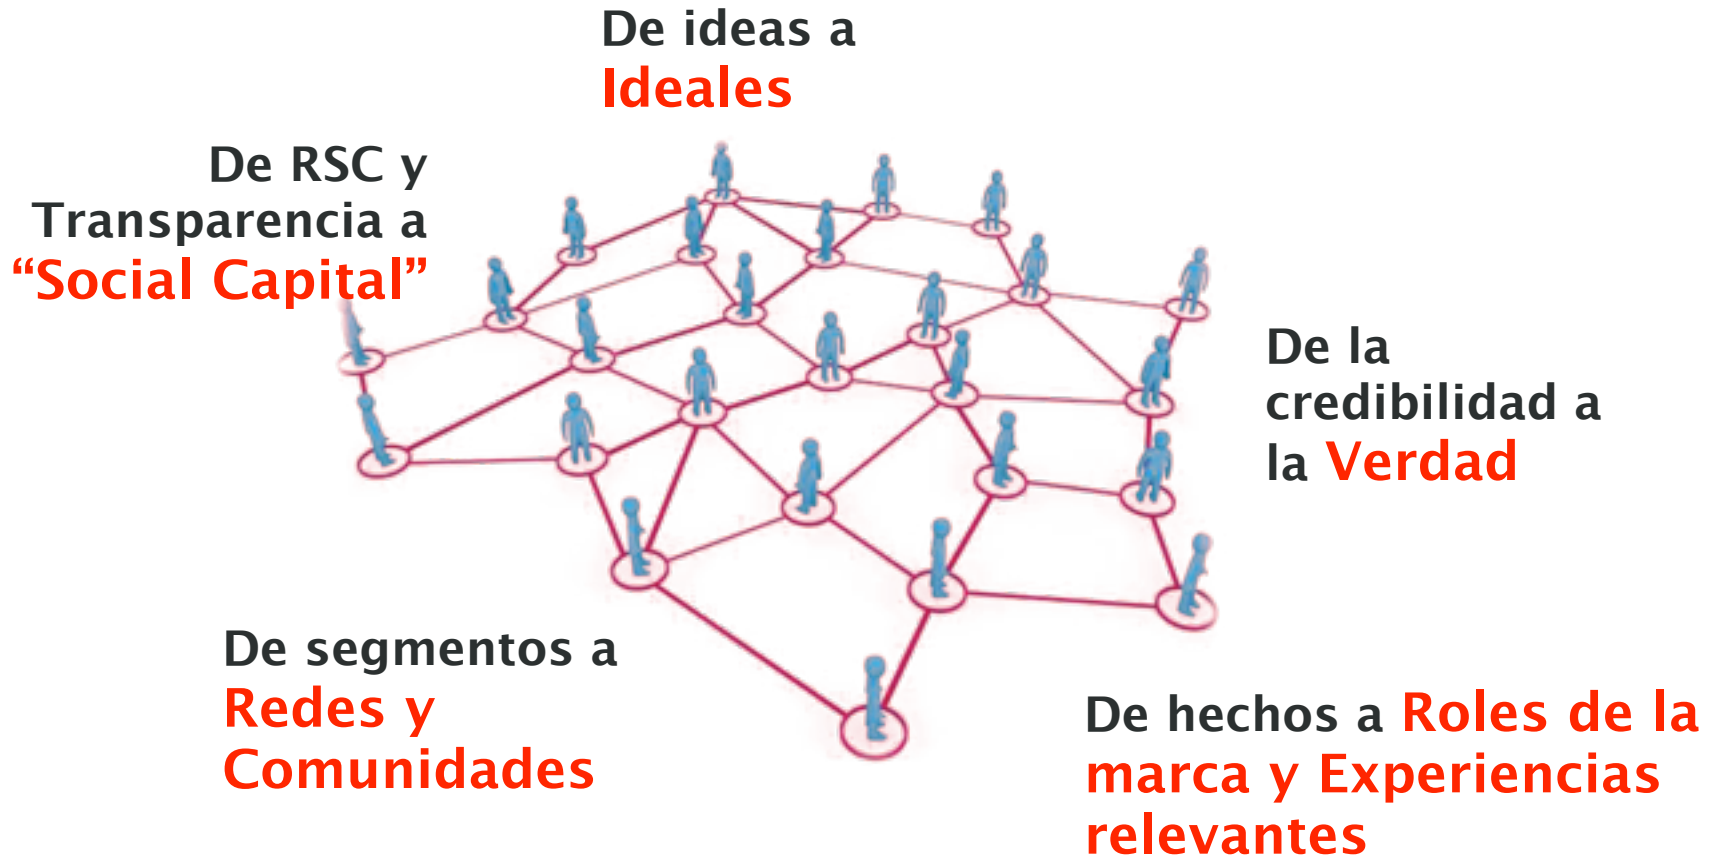 De ideas a
Ideales
De RSC y
Transparencia a
“Social Capital”
De la
credibilidad a
la Verdad
De segmentos a
Redes y
Comunidades
De hechos a Roles de la
marca y Experiencias
relevantes